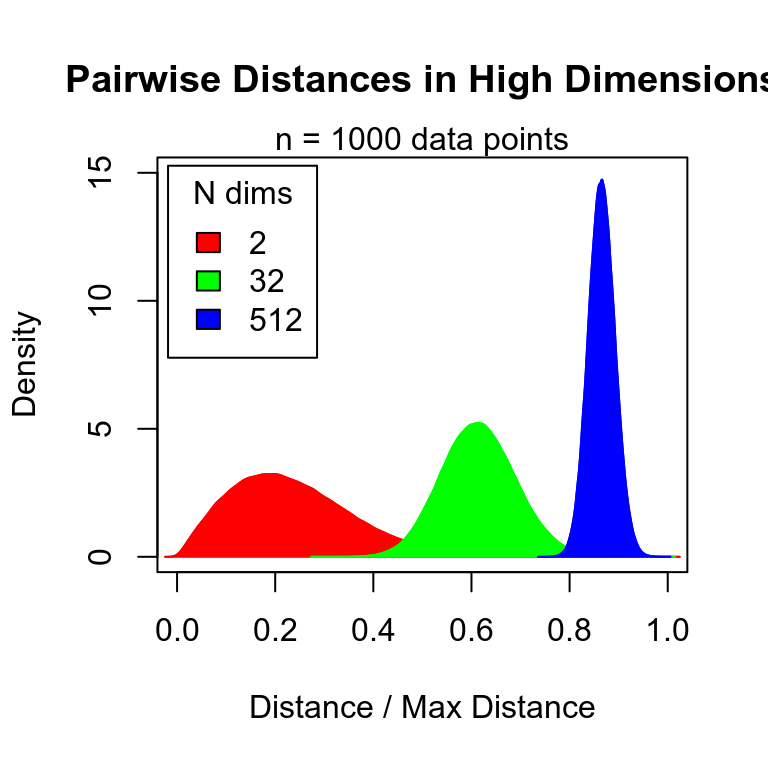 Pairwise Distances in High Dimensions
n = 1000 data points
N dims
2
32
512
Density
15
10
5
0
0.0 0.2 0.4 0.6 0.8 1.0
Distance / Max Distance